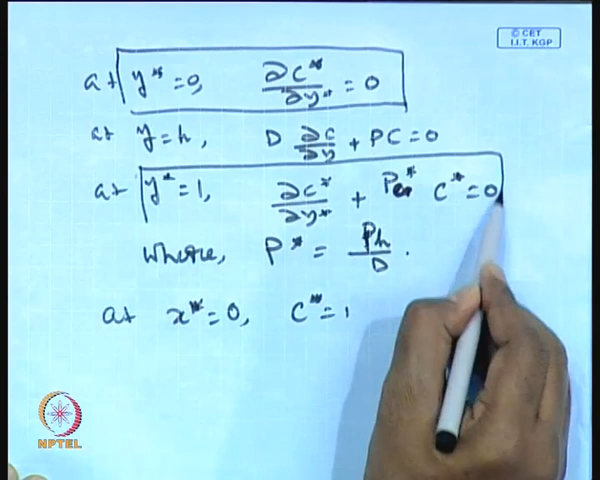 © CET
I.I.T. KGP
at y* = 0, ∂C*/∂y* = 0
at y = h, D ∂C/∂y + PC = 0
at y* = 1, ∂C*/∂y* + P* C* = 0
where, P* = Ph/D .
at x* = 0, C* = 1
NPTEL